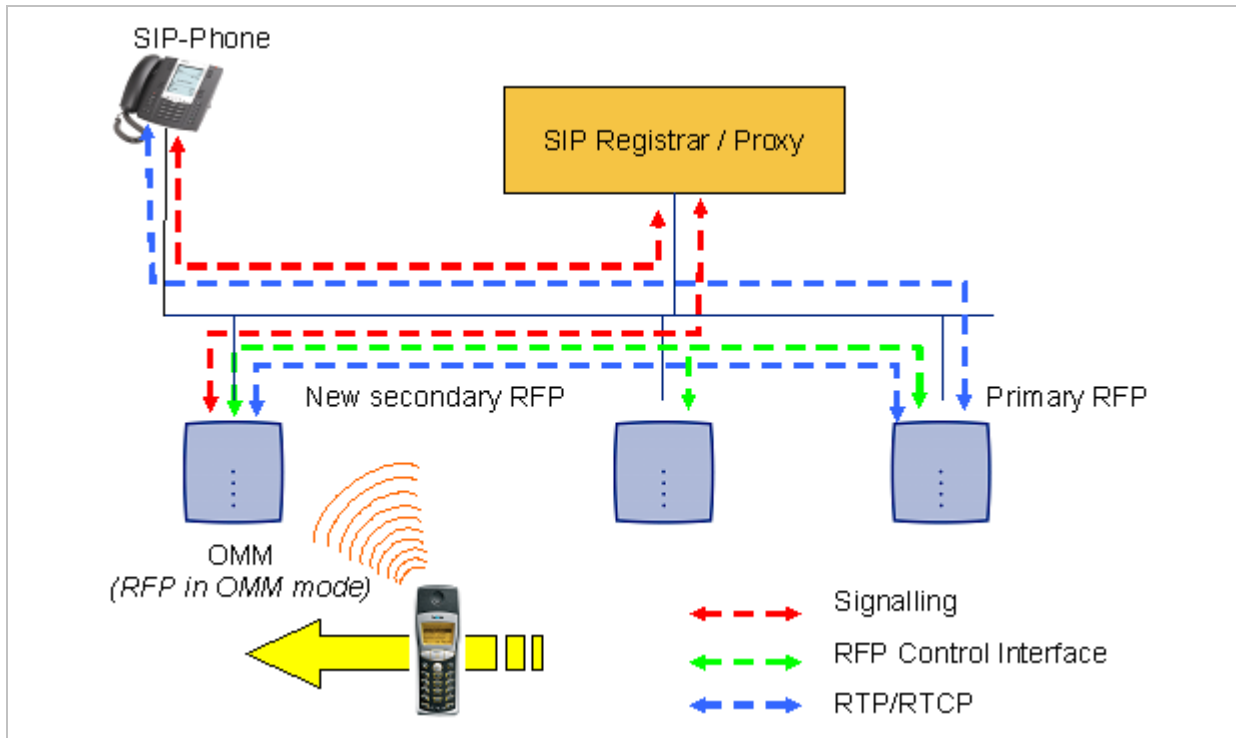 SIP-Phone
SIP Registrar / Proxy
New secondary RFP
Primary RFP
OMM
(RFP in OMM mode)
Signalling
RFP Control Interface
RTP/RTCP